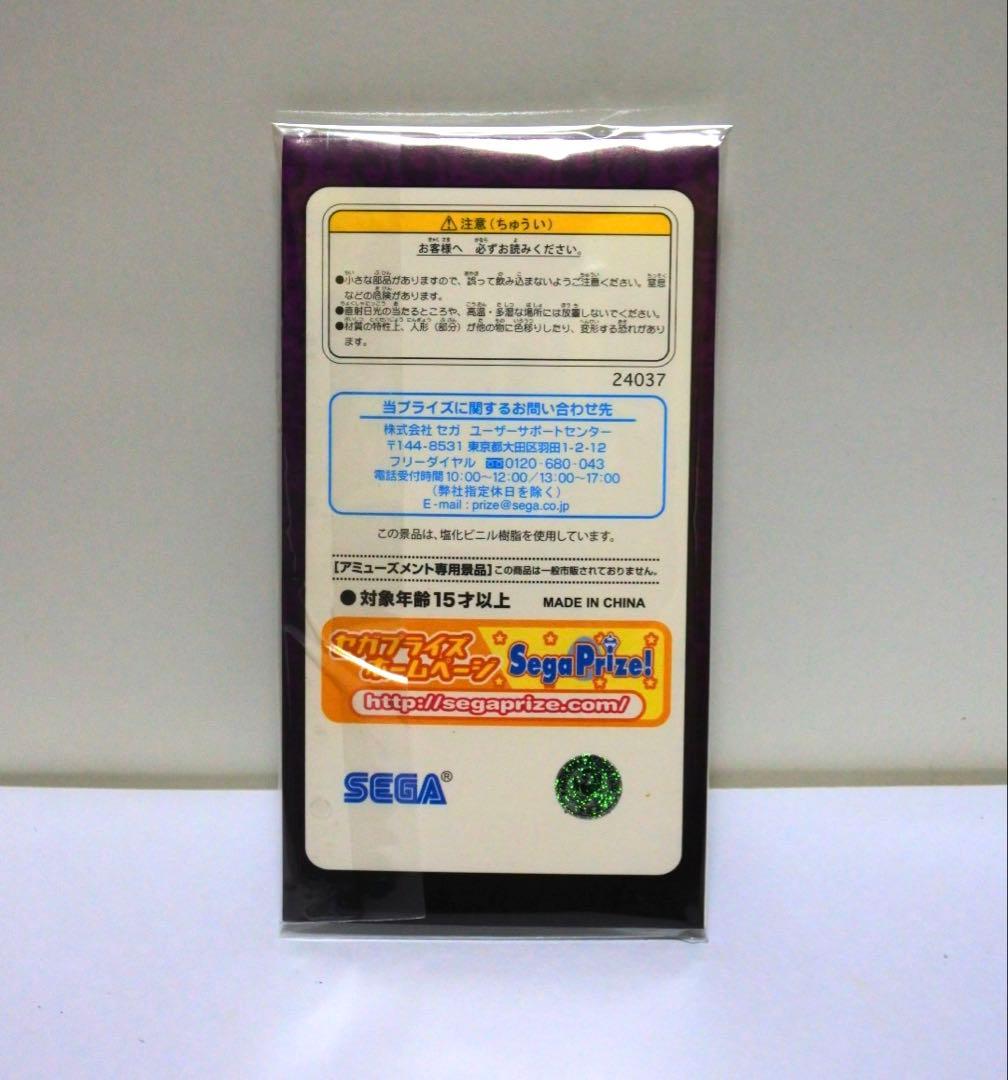 ⚠注意(ちゅうい)
お客様へ 必ずお読みください。
●小さな部品がありますので、誤って飲み込まないようご注意ください。窒息
などの危険があります。
●直射日光の当たるところや、高温・多湿な場所には放置しないでください。
●材質の特性上、人形(部分)が他の物に色移りしたり、変形する恐れがあり
ます。
24037
当プライズに関するお問い合わせ先
株式会社 セガ ユーザーサポートセンター
〒144-8531 東京都大田区羽田1-2-12
フリーダイヤル 0120-680-043
電話受付時間 10:00〜12:00/13:00〜17:00
(弊社指定休日を除く)
E-mail : prize@sega.co.jp
この景品は、塩化ビニル樹脂を使用しています。
[アミューズメント専用景品]この商品は一般市販されておりません。
●対象年齢15才以上 MADE IN CHINA
セガプライズ
ホームページ
SegaPrize!
http://segaprize.com/
SEGA®